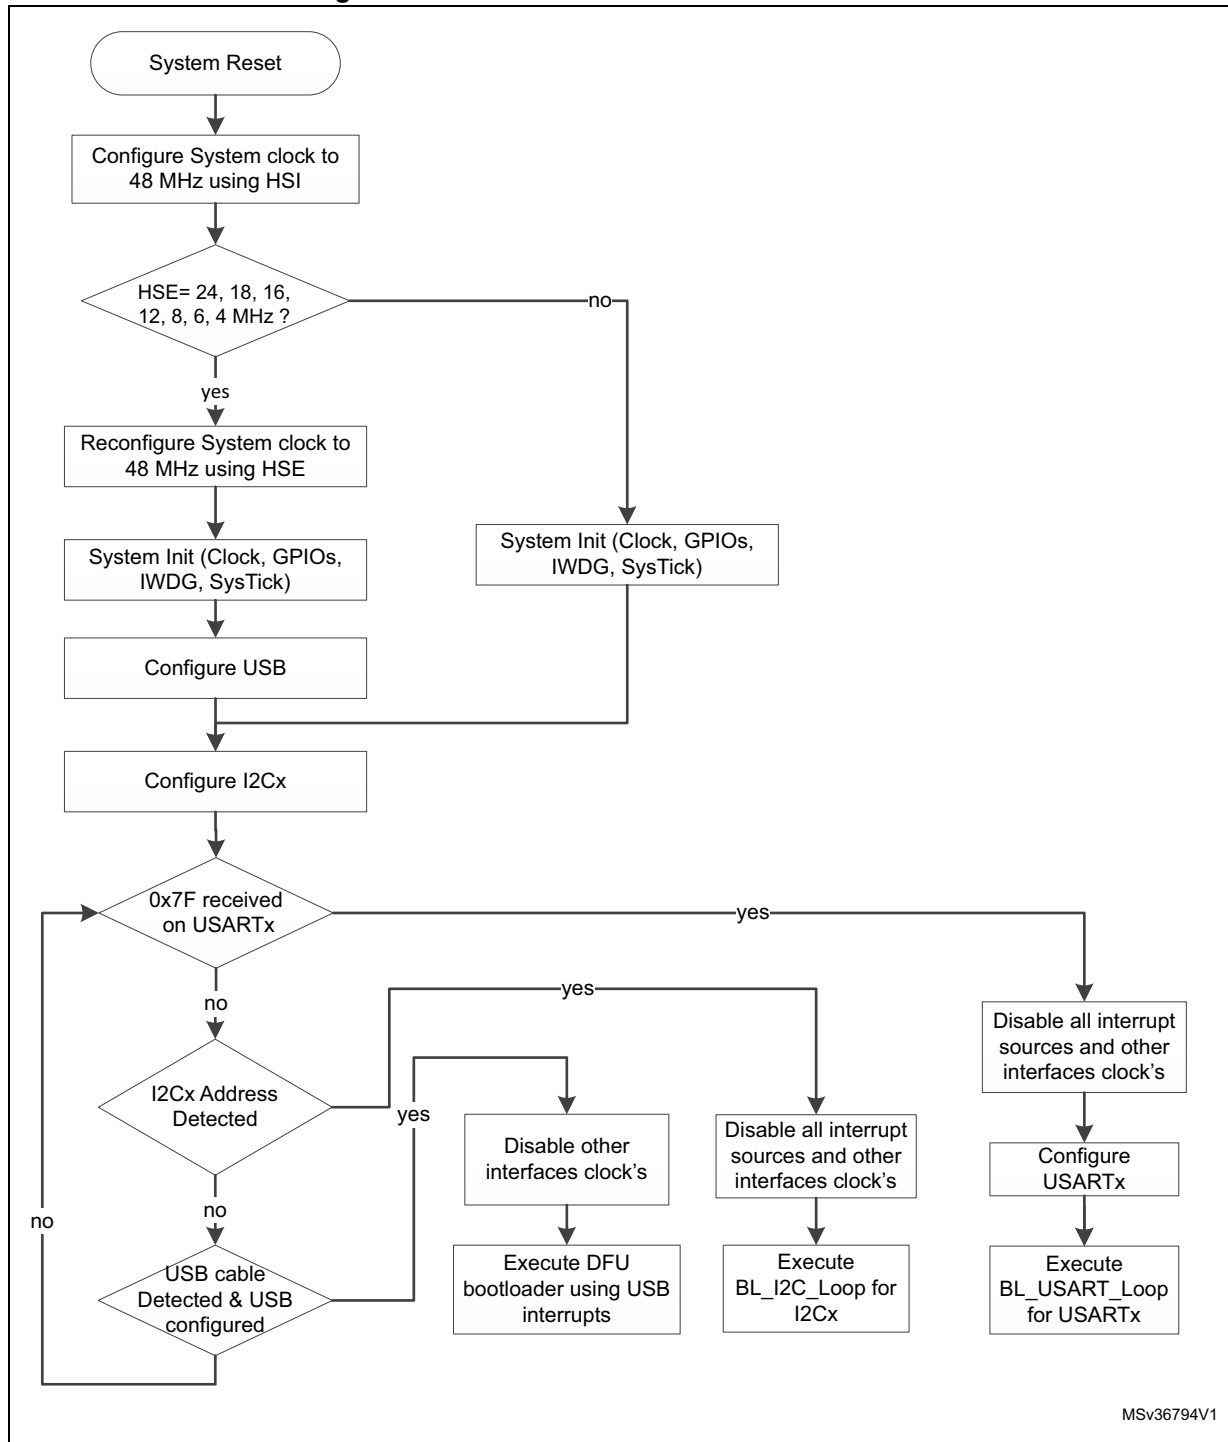 System Reset
Configure System clock to
48 MHz using HSI
HSE= 24, 18, 16,
12, 8, 6, 4 MHz ?
no
yes
Reconfigure System clock to
48 MHz using HSE
System Init (Clock, GPIOs,
IWDG, SysTick)
System Init (Clock, GPIOs,
IWDG, SysTick)
Configure USB
Configure I2Cx
0x7F received
on USARTx
yes
no
yes
Disable all interrupt
sources and other
interfaces clock's
I2Cx Address
Detected
yes
Disable other
interfaces clock's
Disable all interrupt
sources and other
interfaces clock's
Configure
USARTx
no
no
USB cable
Detected & USB
configured
Execute DFU
bootloader using USB
interrupts
Execute
BL_I2C_Loop for
I2Cx
Execute
BL_USART_Loop
for USARTx
MSv36794V1